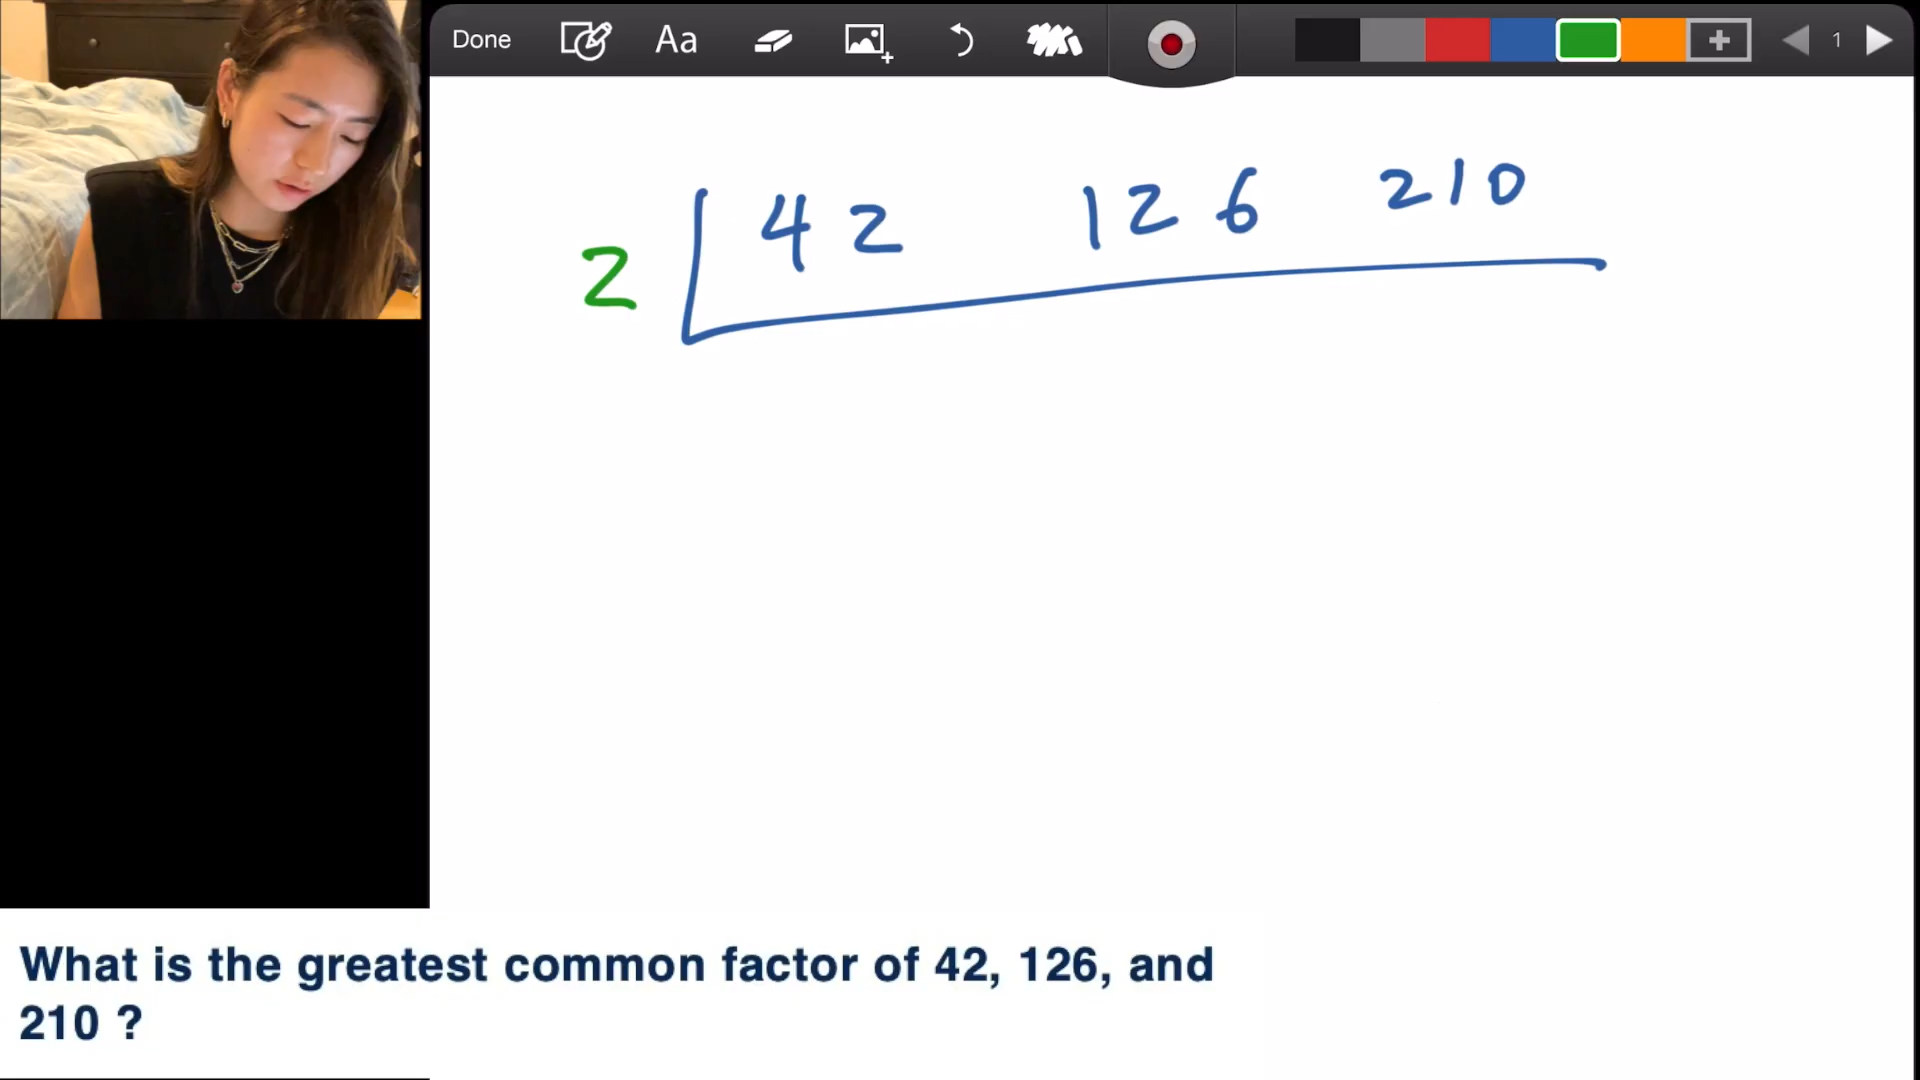 Done Aa 1
42 126 210
2
What is the greatest common factor of 42, 126, and
210 ?